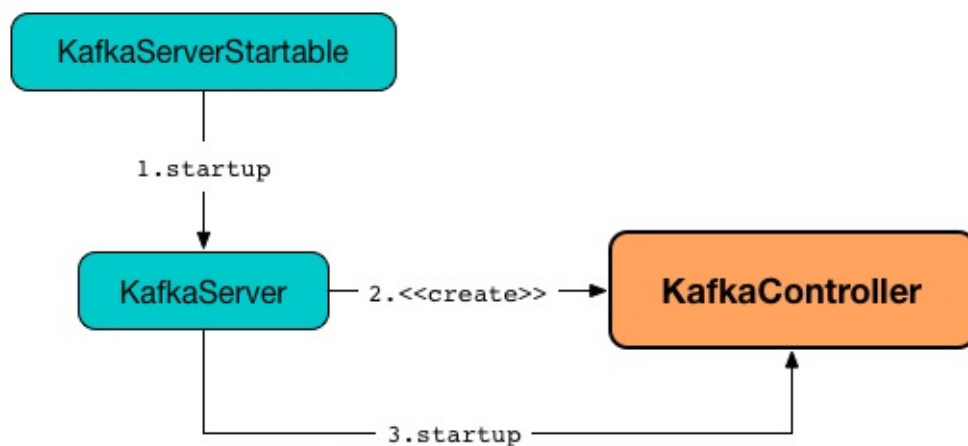 KafkaServerStartable
1.startup
KafkaServer
2.<<create>>
KafkaController
3.startup